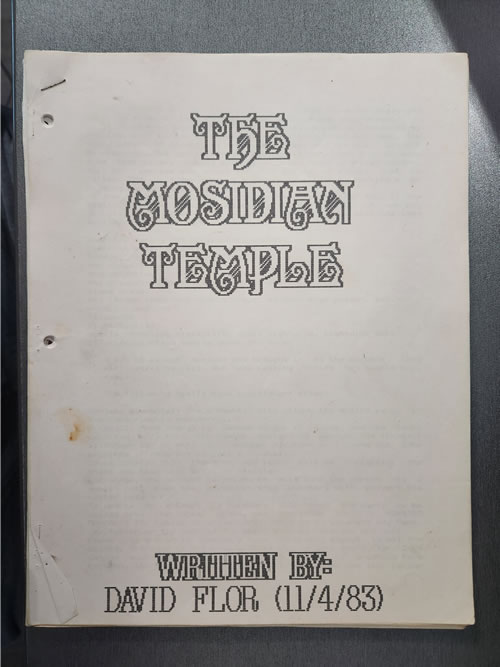 THE
MOSIDIAN
TEMPLE
WRITTEN BY:
DAVID FLOR (11/4/83)